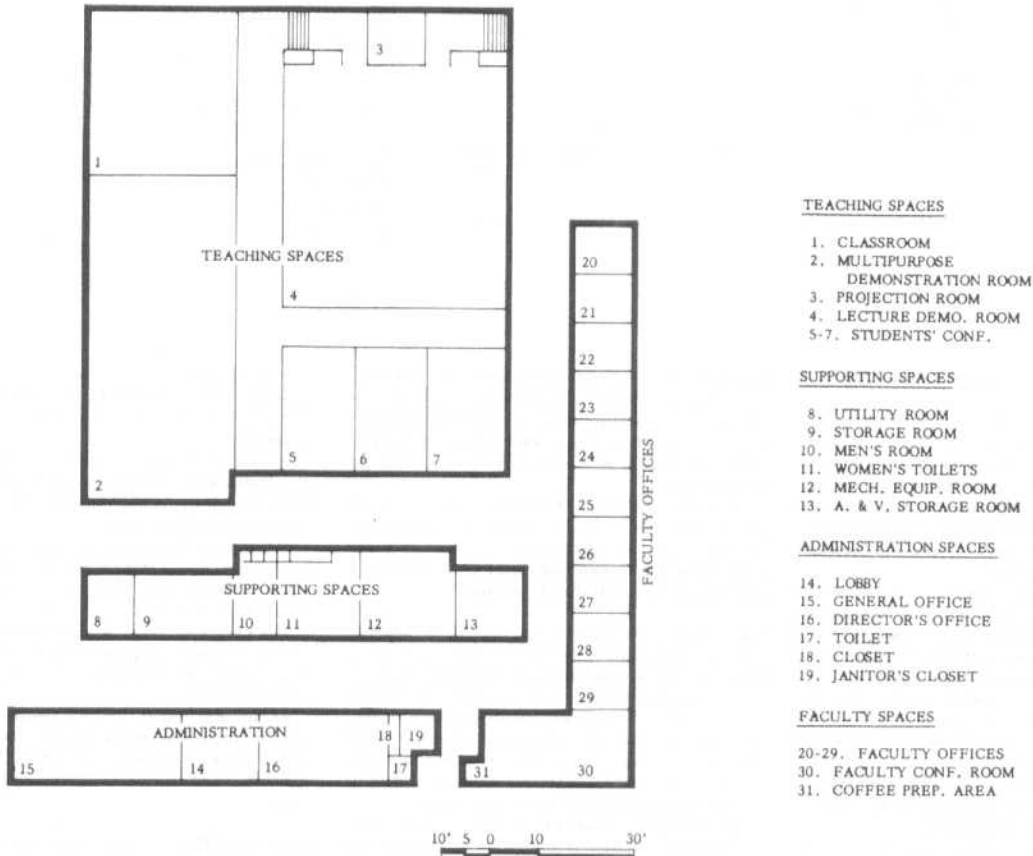 3
1
TEACHING SPACES
4
5
6
7
2
SUPPORTING SPACES
8
9
10
11
12
13
ADMINISTRATION
18
19
15
14
16
17
31
30
20
21
22
23
24
25
26
27
28
29
FACULTY OFFICES
10' 5 0 10 30'
TEACHING SPACES
1. CLASSROOM
2. MULTIPURPOSE
DEMONSTRATION ROOM
3. PROJECTION ROOM
4. LECTURE DEMO. ROOM
5-7. STUDENTS' CONF.
SUPPORTING SPACES
8. UTILITY ROOM
9. STORAGE ROOM
10. MEN'S ROOM
11. WOMEN'S TOILETS
12. MECH. EQUIP. ROOM
13. A. & V. STORAGE ROOM
ADMINISTRATION SPACES
14. LOBBY
15. GENERAL OFFICE
16. DIRECTOR'S OFFICE
17. TOILET
18. CLOSET
19. JANITOR'S CLOSET
FACULTY SPACES
20-29. FACULTY OFFICES
30. FACULTY CONF. ROOM
31. COFFEE PREP. AREA